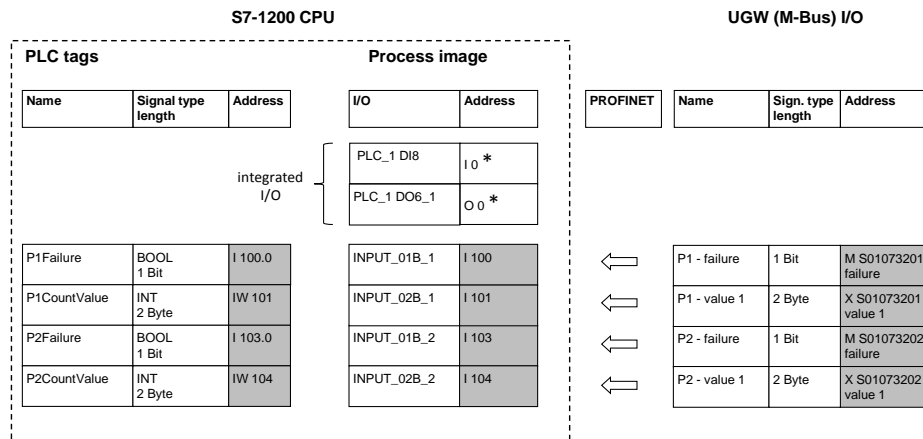 S7-1200 CPU
UGW (M-Bus) I/O
PLC tags
Process image
Name
Signal type
length
Address
I/O
Address
PROFINET
Name
Sign. type
length
Address
integrated
I/O
PLC_1 DI8
I 0 *
PLC_1 DO6_1
O 0 *
P1Failure
BOOL
1 Bit
I 100.0
INPUT_01B_1
I 100
P1 - failure
1 Bit
M S01073201
failure
P1CountValue
INT
2 Byte
IW 101
INPUT_02B_1
I 101
P1 - value 1
2 Byte
X S01073201
value 1
P2Failure
BOOL
1 Bit
I 103.0
INPUT_01B_2
I 103
P2 - failure
1 Bit
M S01073202
failure
P2CountValue
INT
2 Byte
IW 104
INPUT_02B_2
I 104
P2 - value 1
2 Byte
X S01073202
value 1